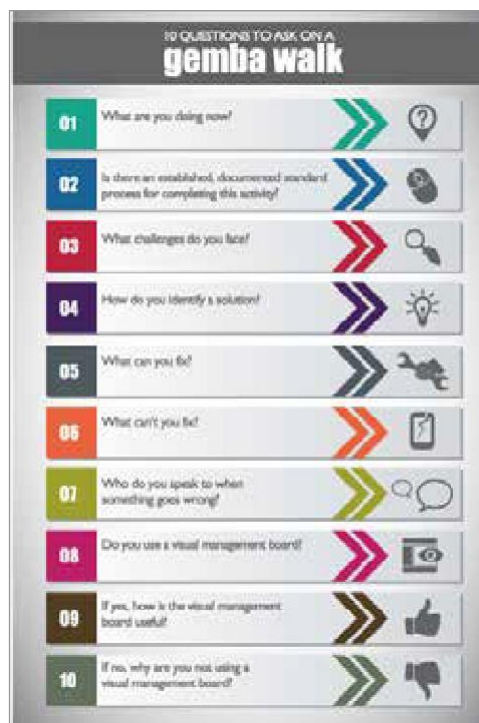 10 QUESTIONS TO ASK ON A
gemba walk
01
What are you doing now?
02
Is there an established, documented standard
process for completing this activity?
03
What challenges do you face?
04
How do you identify a solution?
05
What can you fix?
06
What can't you fix?
07
Who do you speak to when
something goes wrong?
08
Do you use a visual management board?
09
If yes, how is the visual management
board useful?
10
If no, why are you not using a
visual management board?